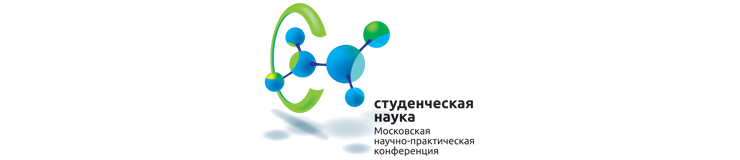 студенческая
наука
Московская
научно-практическая
конференция